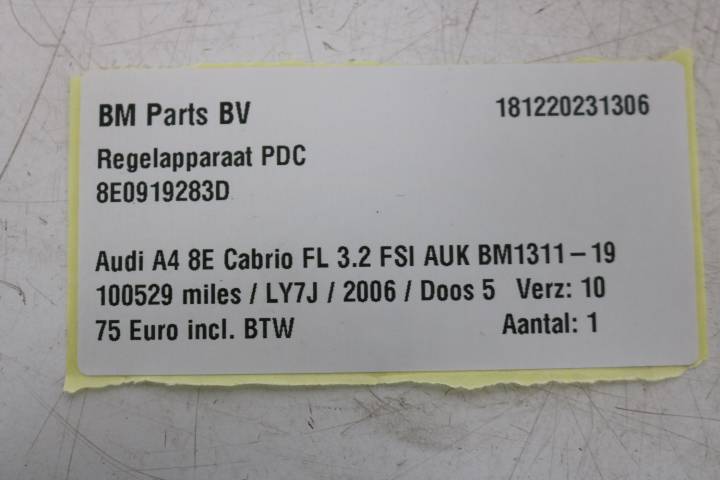 BM Parts BV 181220231306
Regelapparaat PDC
8E0919283D
Audi A4 8E Cabrio FL 3.2 FSI AUK BM1311-19
100529 miles / LY7J / 2006 / Doos 5 Verz: 10
75 Euro incl. BTW Aantal: 1